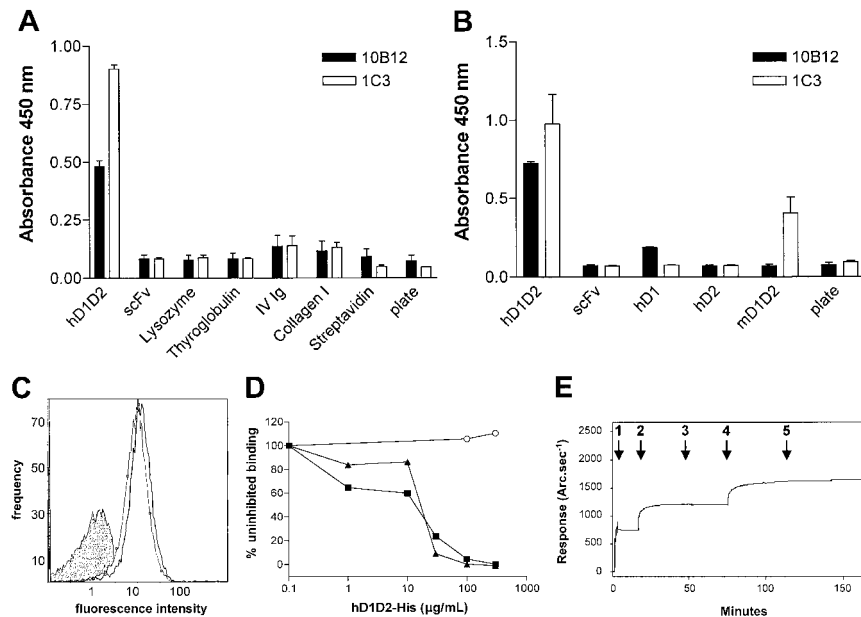 A
Absorbance 450 nm
1.00
0.75
0.50
0.25
0.00
10B12
1C3
hD1D2
scFv
Lysozyme
Thyroglobulin
IV Ig
Collagen I
Streptavidin
plate
B
Absorbance 450 nm
1.5
1.0
0.5
0.0
10B12
1C3
hD1D2
scFv
hD1
hD2
mD1D2
plate
C
frequency
70
50
30
10
1 10 100
fluorescence intensity
D
% uninhibited binding
120
100
80
60
40
20
0
0.1 1 10 100 1000
hD1D2-His (µg/mL)
E
Response (Arc.sec⁻¹)
2500
2000
1500
1000
500
0
1 2 3 4 5
0 50 100 150
Minutes